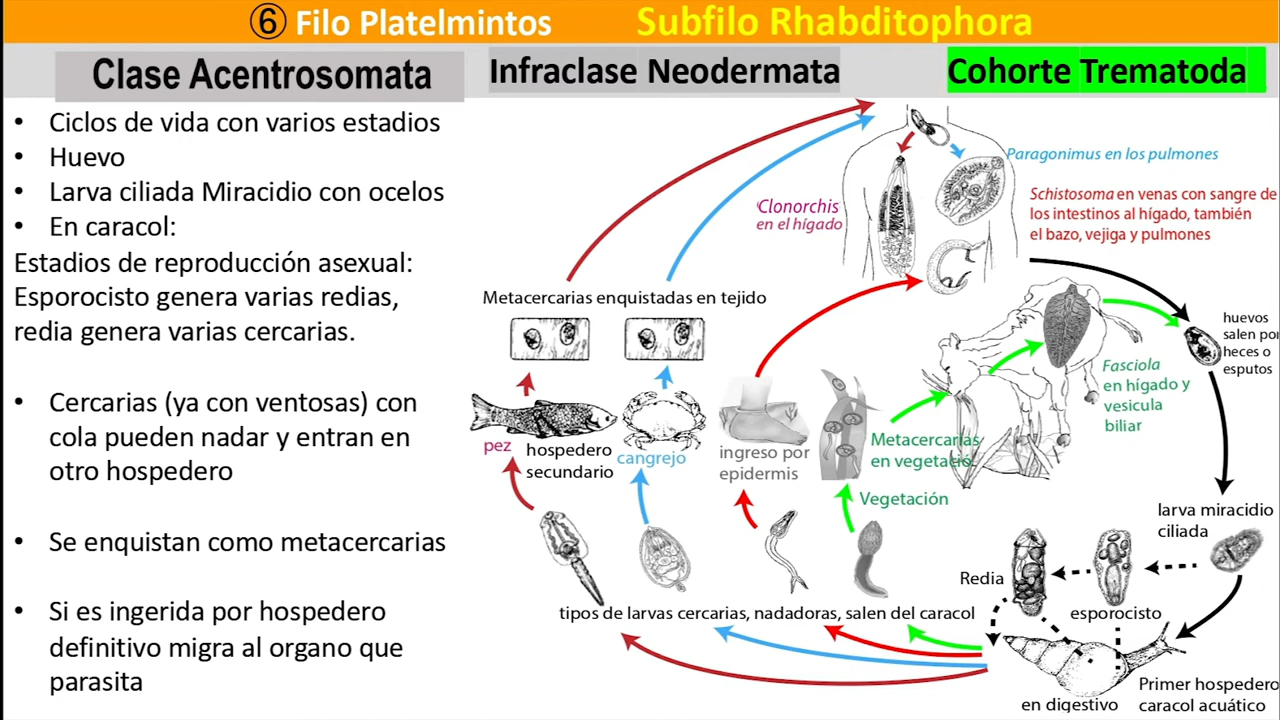 ⑥ Filo Platelmintos Subfilo Rhabditophora
Clase Acentrosomata Infraclase Neodermata Cohorte Trematoda
• Ciclos de vida con varios estadios
• Huevo
• Larva ciliada Miracidio con ocelos
• En caracol:
Estadios de reproducción asexual:
Esporocisto genera varias redias,
redia genera varias cercarias.
• Cercarias (ya con ventosas) con
cola pueden nadar y entran en
otro hospedero
• Se enquistan como metacercarias
• Si es ingerida por hospedero
definitivo migra al organo que
parasita
Paragonimus en los pulmones
Clonorchis
en el hígado
Schistosoma en venas con sangre de
los intestinos al hígado, también
el bazo, vejiga y pulmones
Metacercarias enquistadas en tejido
huevos
salen por
heces o
esputos
Fasciola
en hígado y
vesicula
biliar
pez
hospedero
secundario
cangrejo
ingreso por
epidermis
Metacercarias
en vegetació
Vegetación
larva miracidio
ciliada
Redia
esporocisto
tipos de larvas cercarias, nadadoras, salen del caracol
en digestivo
Primer hospedero
caracol acuático